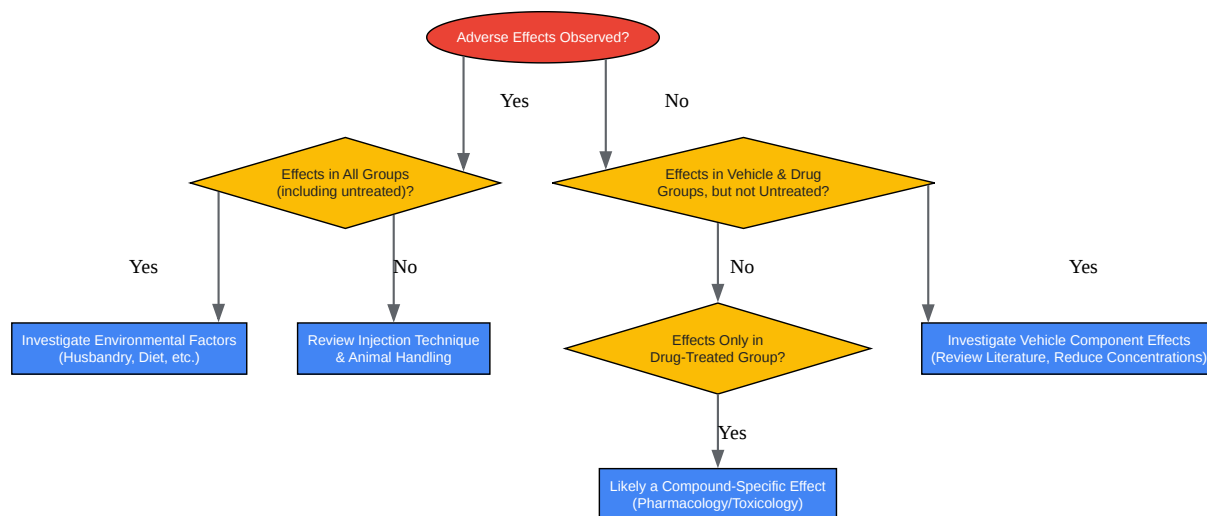 Adverse Effects Observed?
Yes
No
Effects in All Groups
(including untreated)?
Effects in Vehicle & Drug
Groups, but not Untreated?
Yes
No
No
Yes
Investigate Environmental Factors
(Husbandry, Diet, etc.)
Review Injection Technique
& Animal Handling
Effects Only in
Drug-Treated Group?
Investigate Vehicle Component Effects
(Review Literature, Reduce Concentrations)
Yes
Likely a Compound-Specific Effect
(Pharmacology/Toxicology)